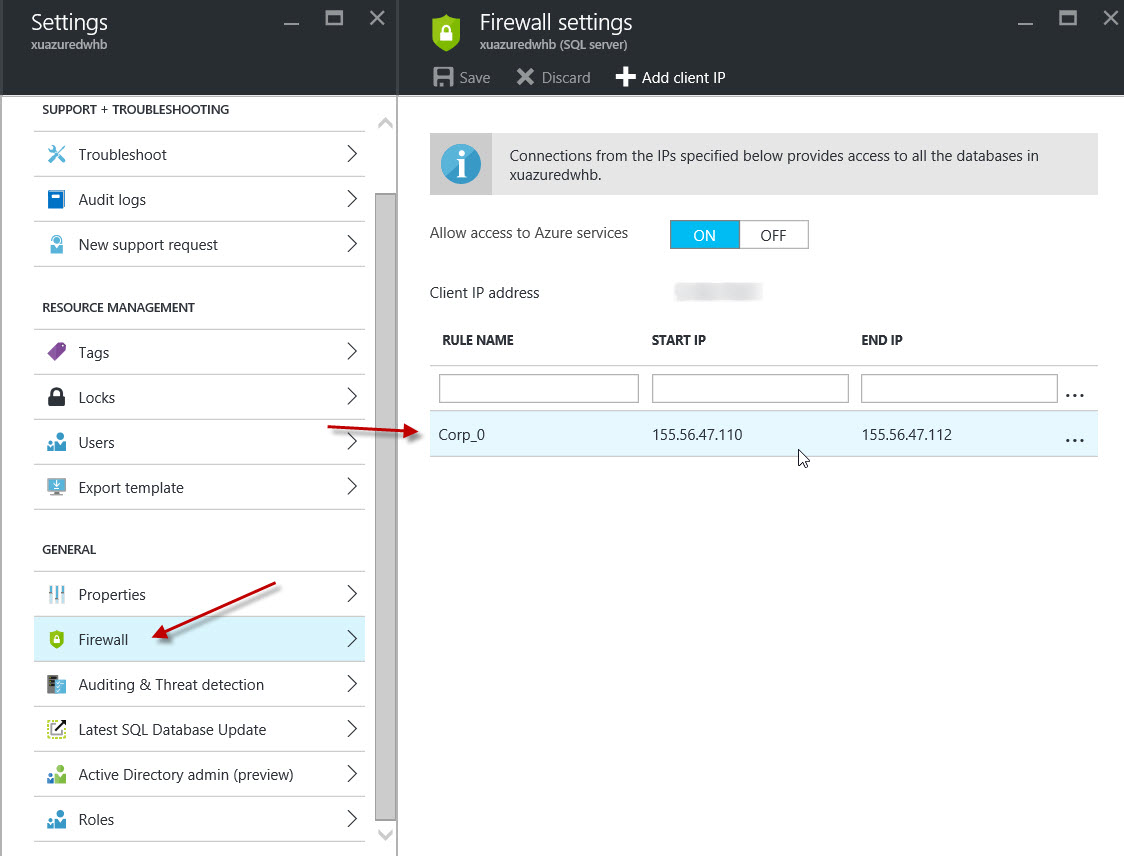 Settings
xuazuredwhb
SUPPORT + TROUBLESHOOTING
Troubleshoot
Audit logs
New support request
RESOURCE MANAGEMENT
Tags
Locks
Users
Export template
GENERAL
Properties
Firewall
Auditing & Threat detection
Latest SQL Database Update
Active Directory admin (preview)
Roles
Firewall settings
xuazuredwhb (SQL server)
Save Discard Add client IP
Connections from the IPs specified below provides access to all the databases in
xuazuredwhb.
Allow access to Azure services ON OFF
Client IP address
RULE NAME START IP END IP
...
Corp_0 155.56.47.110 155.56.47.112 ...